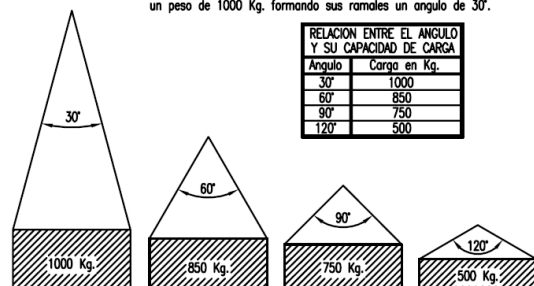 un peso de 1000 Kg. formando sus ramales un angulo de 30°.
RELACION ENTRE EL ANGULO
Y SU CAPACIDAD DE CARGA
Angulo Carga en Kg.
30° 1000
60° 850
90° 750
120° 500
30°
60°
90°
120°
1000 Kg.
850 Kg.
750 Kg.
500 Kg.